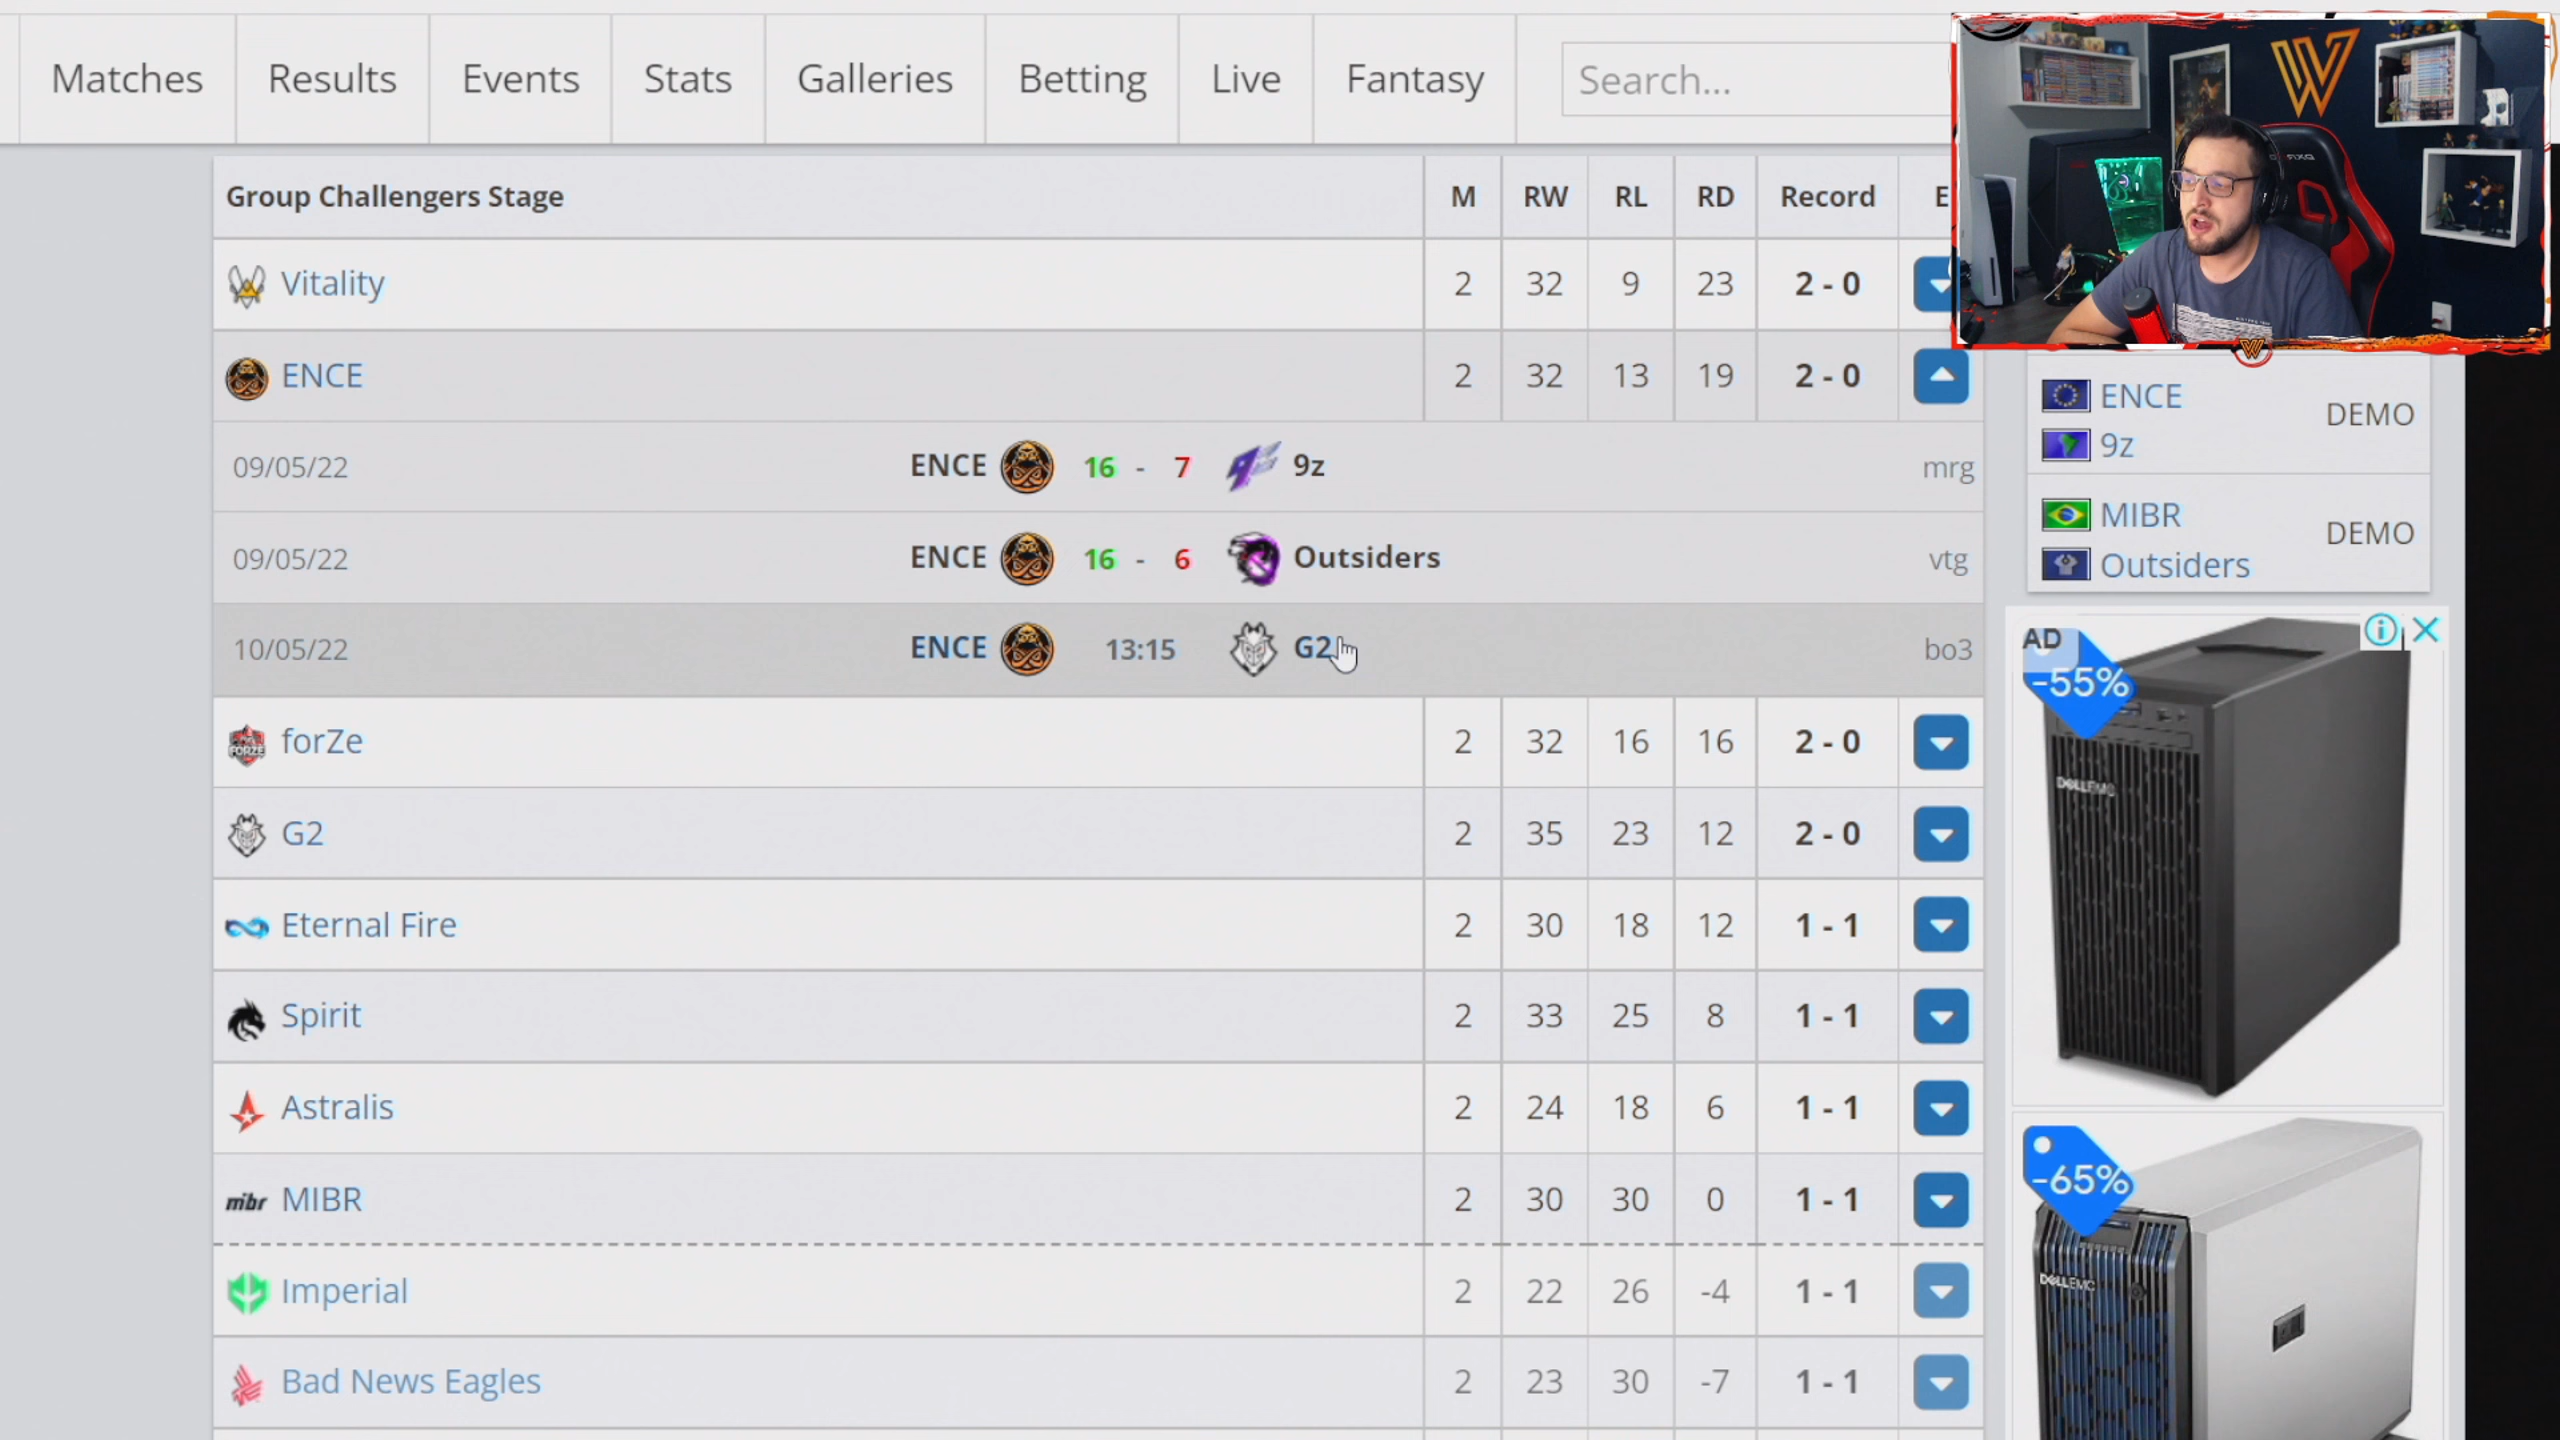 Matches Results Events Stats Galleries Betting Live Fantasy Search...
Group Challengers Stage M RW RL RD Record
Vitality 2 32 9 23 2 - 0
ENCE 2 32 13 19 2 - 0
09/05/22 ENCE 16 - 7 9z mrg
09/05/22 ENCE 16 - 6 Outsiders vtg
10/05/22 ENCE 13:15 G2 bo3
forZe 2 32 16 16 2 - 0
G2 2 35 23 12 2 - 0
Eternal Fire 2 30 18 12 1 - 1
Spirit 2 33 25 8 1 - 1
Astralis 2 24 18 6 1 - 1
mibr MIBR 2 30 30 0 1 - 1
Imperial 2 22 26 -4 1 - 1
Bad News Eagles 2 23 30 -7 1 - 1
ENCE
9z
DEMO
MIBR
Outsiders
DEMO
AD
-55%
DELLEMC
-65%
DELLEMC